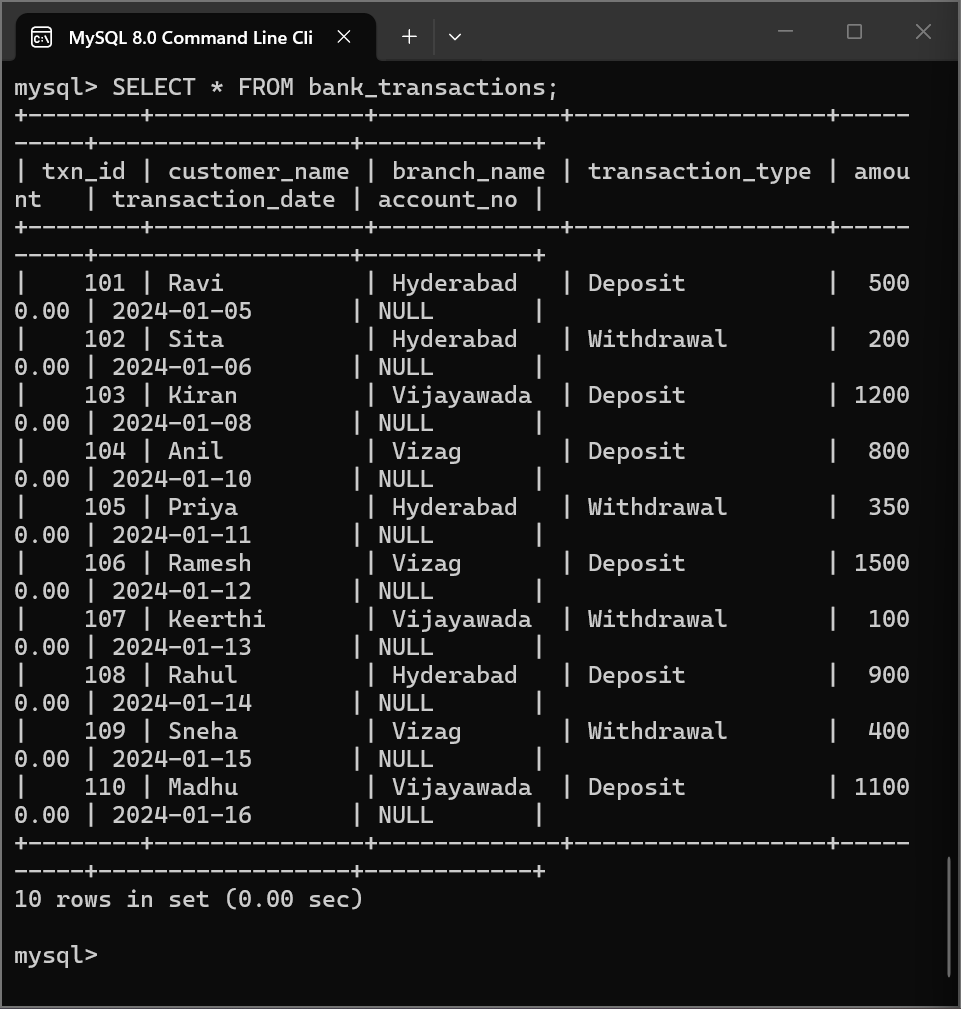 MySQL 8.0 Command Line Cli
mysql> SELECT * FROM bank_transactions;
+--------+---------------+-------------+------------------+-----
-----+------------------+------------+
| txn_id | customer_name | branch_name | transaction_type | amou
nt   | transaction_date | account_no |
+--------+---------------+-------------+------------------+-----
-----+------------------+------------+
|    101 | Ravi          | Hyderabad   | Deposit          |  500
0.00 | 2024-01-05       | NULL       |
|    102 | Sita          | Hyderabad   | Withdrawal       |  200
0.00 | 2024-01-06       | NULL       |
|    103 | Kiran         | Vijayawada  | Deposit          | 1200
0.00 | 2024-01-08       | NULL       |
|    104 | Anil          | Vizag       | Deposit          |  800
0.00 | 2024-01-10       | NULL       |
|    105 | Priya         | Hyderabad   | Withdrawal       |  350
0.00 | 2024-01-11       | NULL       |
|    106 | Ramesh        | Vizag       | Deposit          | 1500
0.00 | 2024-01-12       | NULL       |
|    107 | Keerthi       | Vijayawada  | Withdrawal       |  100
0.00 | 2024-01-13       | NULL       |
|    108 | Rahul         | Hyderabad   | Deposit          |  900
0.00 | 2024-01-14       | NULL       |
|    109 | Sneha         | Vizag       | Withdrawal       |  400
0.00 | 2024-01-15       | NULL       |
|    110 | Madhu         | Vijayawada  | Deposit          | 1100
0.00 | 2024-01-16       | NULL       |
+--------+---------------+-------------+------------------+-----
-----+------------------+------------+
10 rows in set (0.00 sec)
mysql>